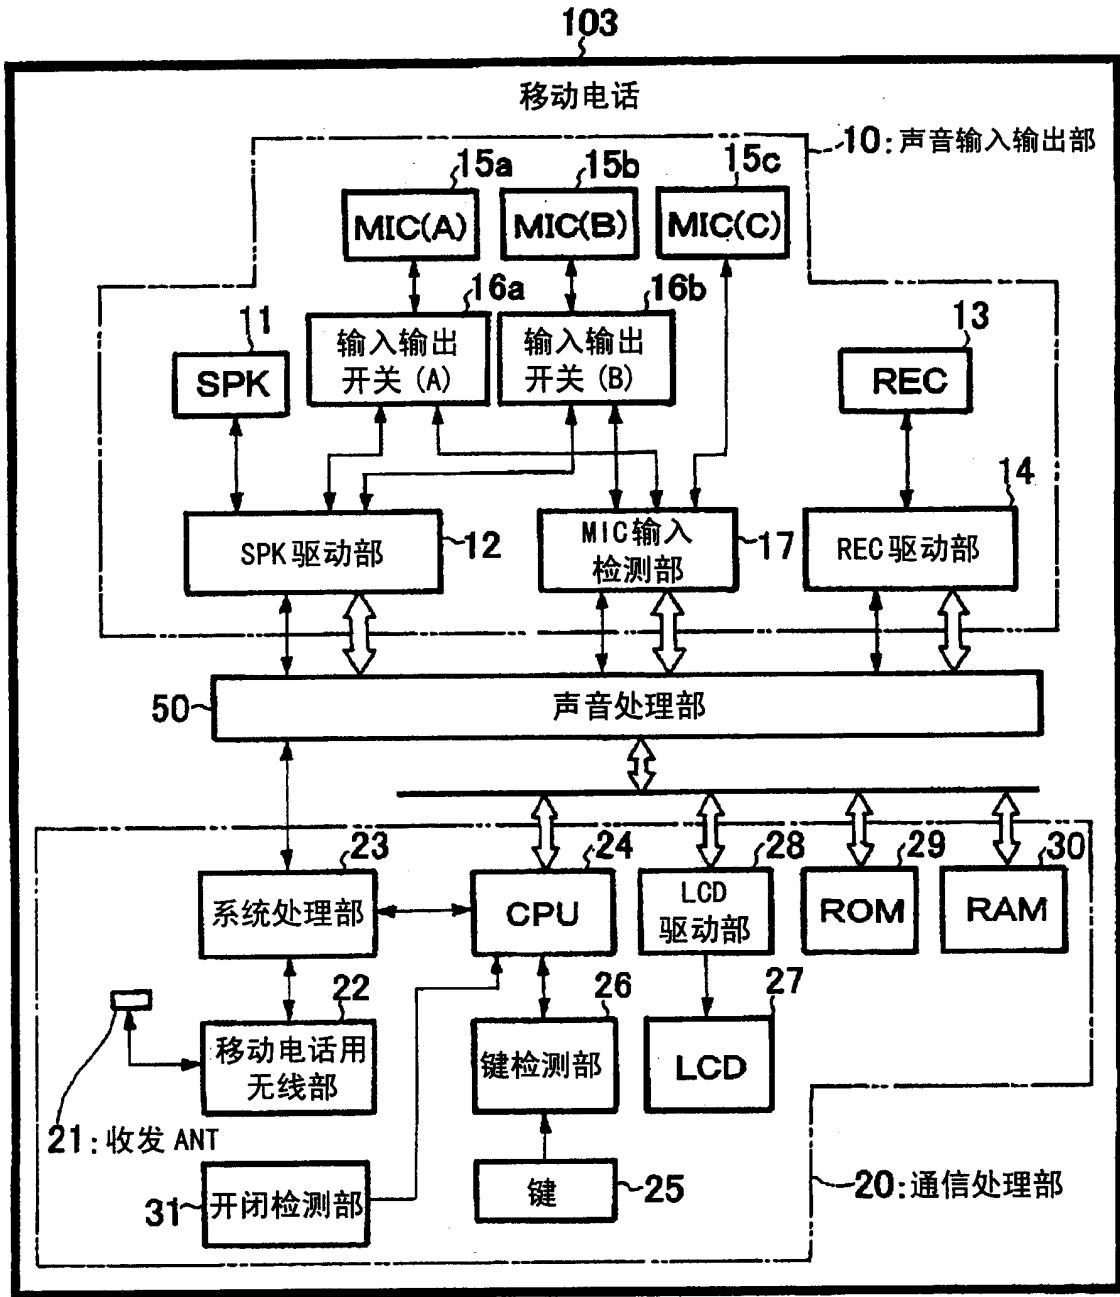 103
移动电话
10:声音输入输出部
15a
15b
15c
MIC(A)
MIC(B)
MIC(C)
16a
16b
11
13
输入输出
开关(A)
输入输出
开关(B)
SPK
REC
14
SPK驱动部
12
MIC输入
检测部
17
REC驱动部
50
声音处理部
23
24
28
29
30
系统处理部
CPU
LCD
驱动部
ROM
RAM
22
26
27
移动电话用
无线部
键检测部
LCD
21:收发ANT
31
开闭检测部
键
25
20:通信处理部